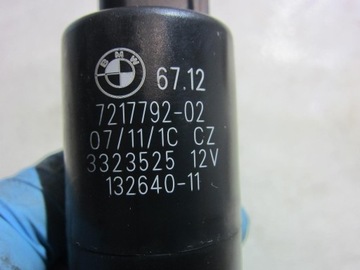 BMW
67.12
7217792-02
07/11/1C CZ
3323525 12V
132640-11